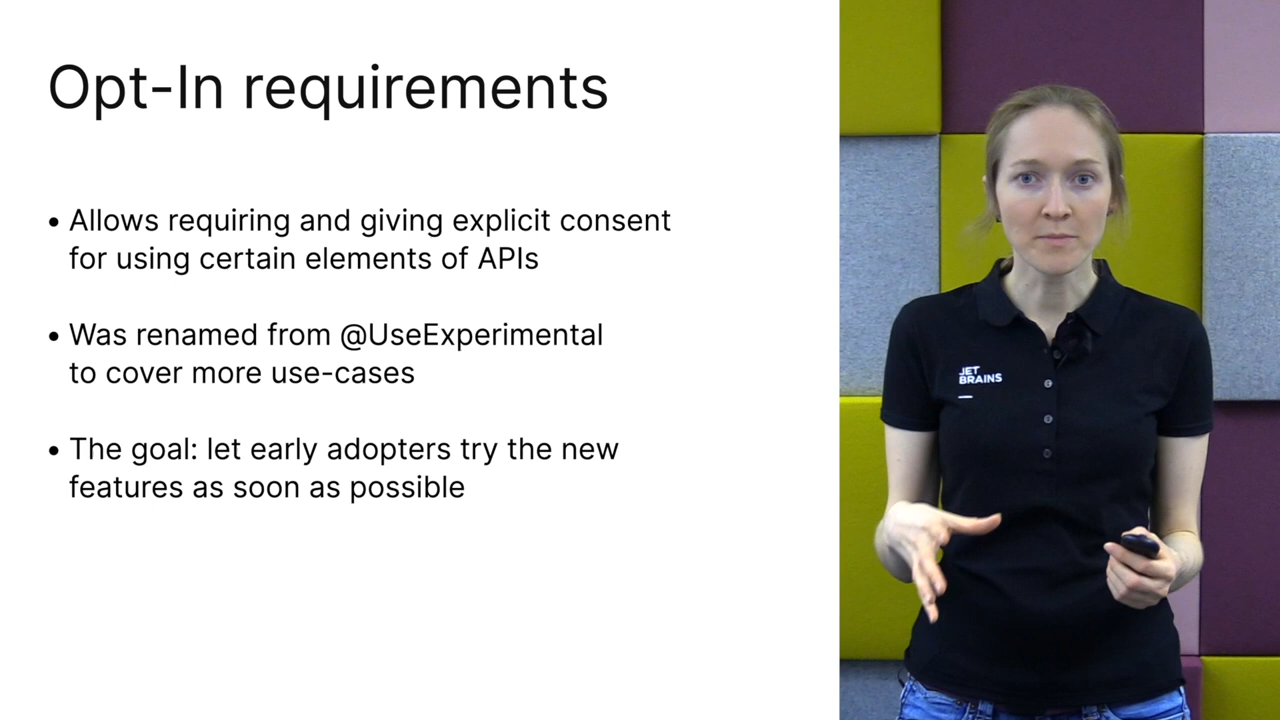 Opt-In requirements
• Allows requiring and giving explicit consent
for using certain elements of APIs
• Was renamed from @UseExperimental
to cover more use-cases
• The goal: let early adopters try the new
features as soon as possible
JET
BRAINS